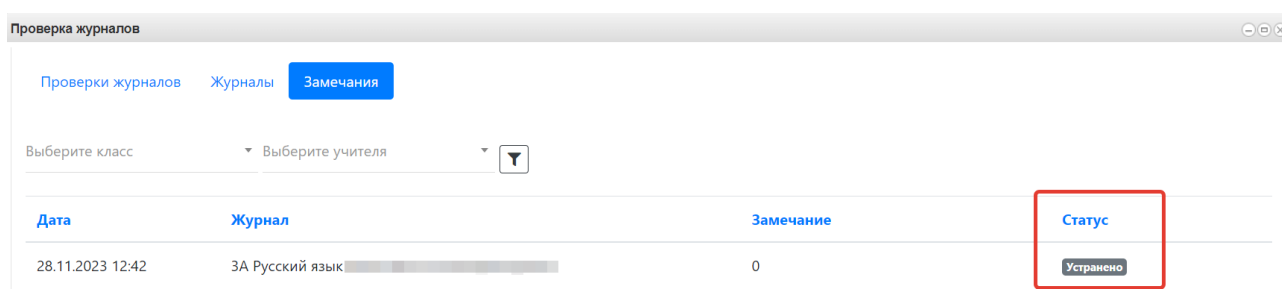 Проверка журналов
Проверки журналов Журналы Замечания
Выберите класс Выберите учителя
Дата Журнал Замечание Статус
28.11.2023 12:42 3А Русский язык 0 Устранено